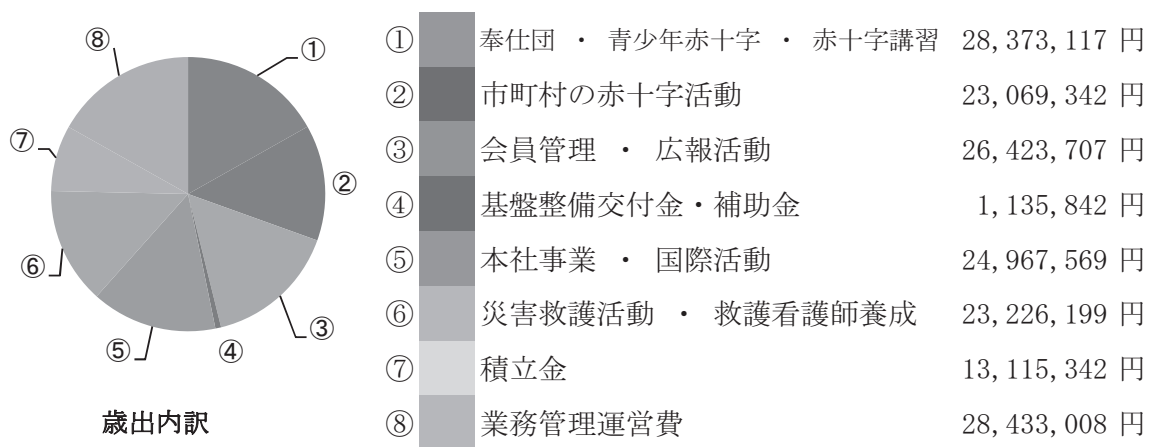 ⑧
①
⑦
②
⑥
③
⑤
④
歳出内訳
① 奉仕団 ・ 青少年赤十字 ・ 赤十字講習 28,373,117 円
② 市町村の赤十字活動 23,069,342 円
③ 会員管理 ・ 広報活動 26,423,707 円
④ 基盤整備交付金・補助金 1,135,842 円
⑤ 本社事業 ・ 国際活動 24,967,569 円
⑥ 災害救護活動 ・ 救護看護師養成 23,226,199 円
⑦ 積立金 13,115,342 円
⑧ 業務管理運営費 28,433,008 円